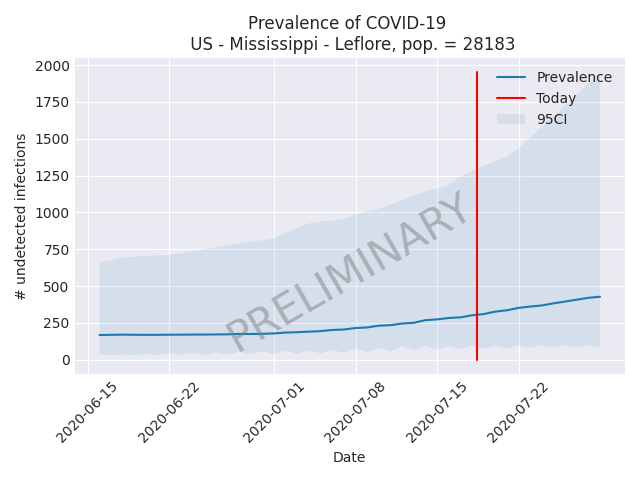 Prevalence of COVID-19
US - Mississippi - Leflore, pop. = 28183
2000
1750
1500
1250
1000
750
500
250
0
# undetected infections
Prevalence
Today
95CI
PRELIMINARY
2020-06-15
2020-06-22
2020-07-01
2020-07-08
2020-07-15
2020-07-22
Date